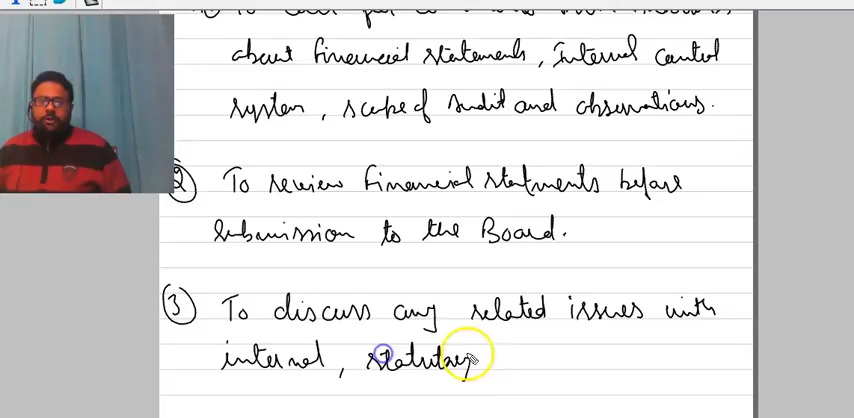 about financial statements, Internal control
system, scope of Audit and observations.
② To review financial statments before
submission to the Board.
③ To discuss any related issues with
internal, statutory